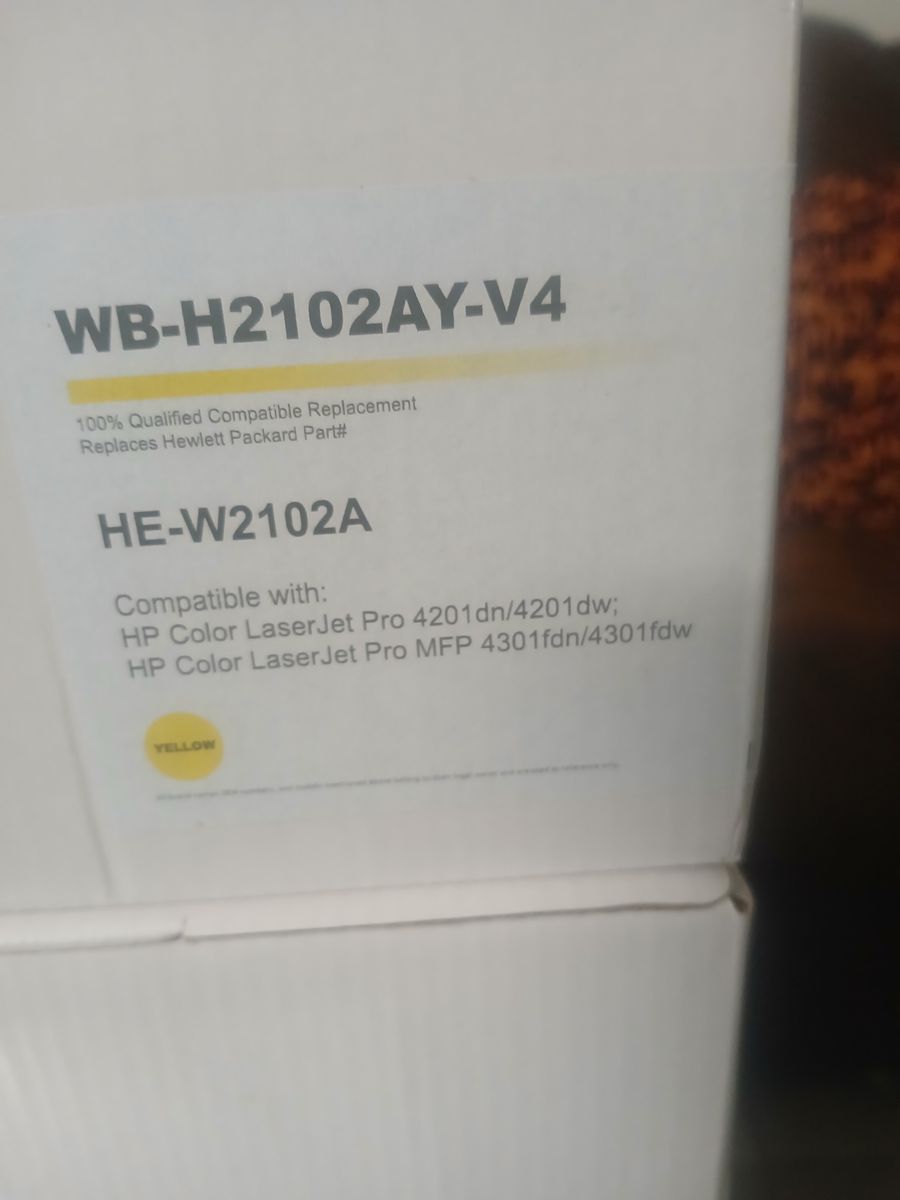 WB-H2102AY-V4
100% Qualified Compatible Replacement
Replaces Hewlett Packard Part#
HE-W2102A
Compatible with:
HP Color LaserJet Pro 4201dn/4201dw;
HP Color LaserJet Pro MFP 4301fdn/4301fdw
YELLOW